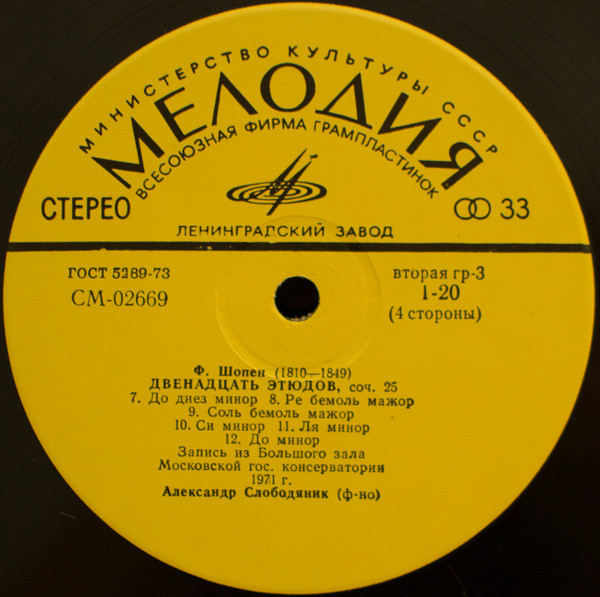 МИНИСТЕРСТВО КУЛЬТУРЫ СССР
МЕЛОДИЯ
ВСЕСОЮЗНАЯ ФИРМА ГРАМПЛАСТИНОК
СТЕРЕО
33
ЛЕНИНГРАДСКИЙ ЗАВОД
ГОСТ 5289-73
СМ-02669
вторая гр-3
1-20
(4 стороны)
Ф. Шопен (1810—1849)
ДВЕНАДЦАТЬ ЭТЮДОВ, соч. 25
7. До диез минор 8. Ре бемоль мажор
9. Соль бемоль мажор
10. Си минор 11. Ля минор
12. До минор
Запись из Большого зала
Московской гос. консерватории
1971 г.
Александр Слободяник (ф-но)